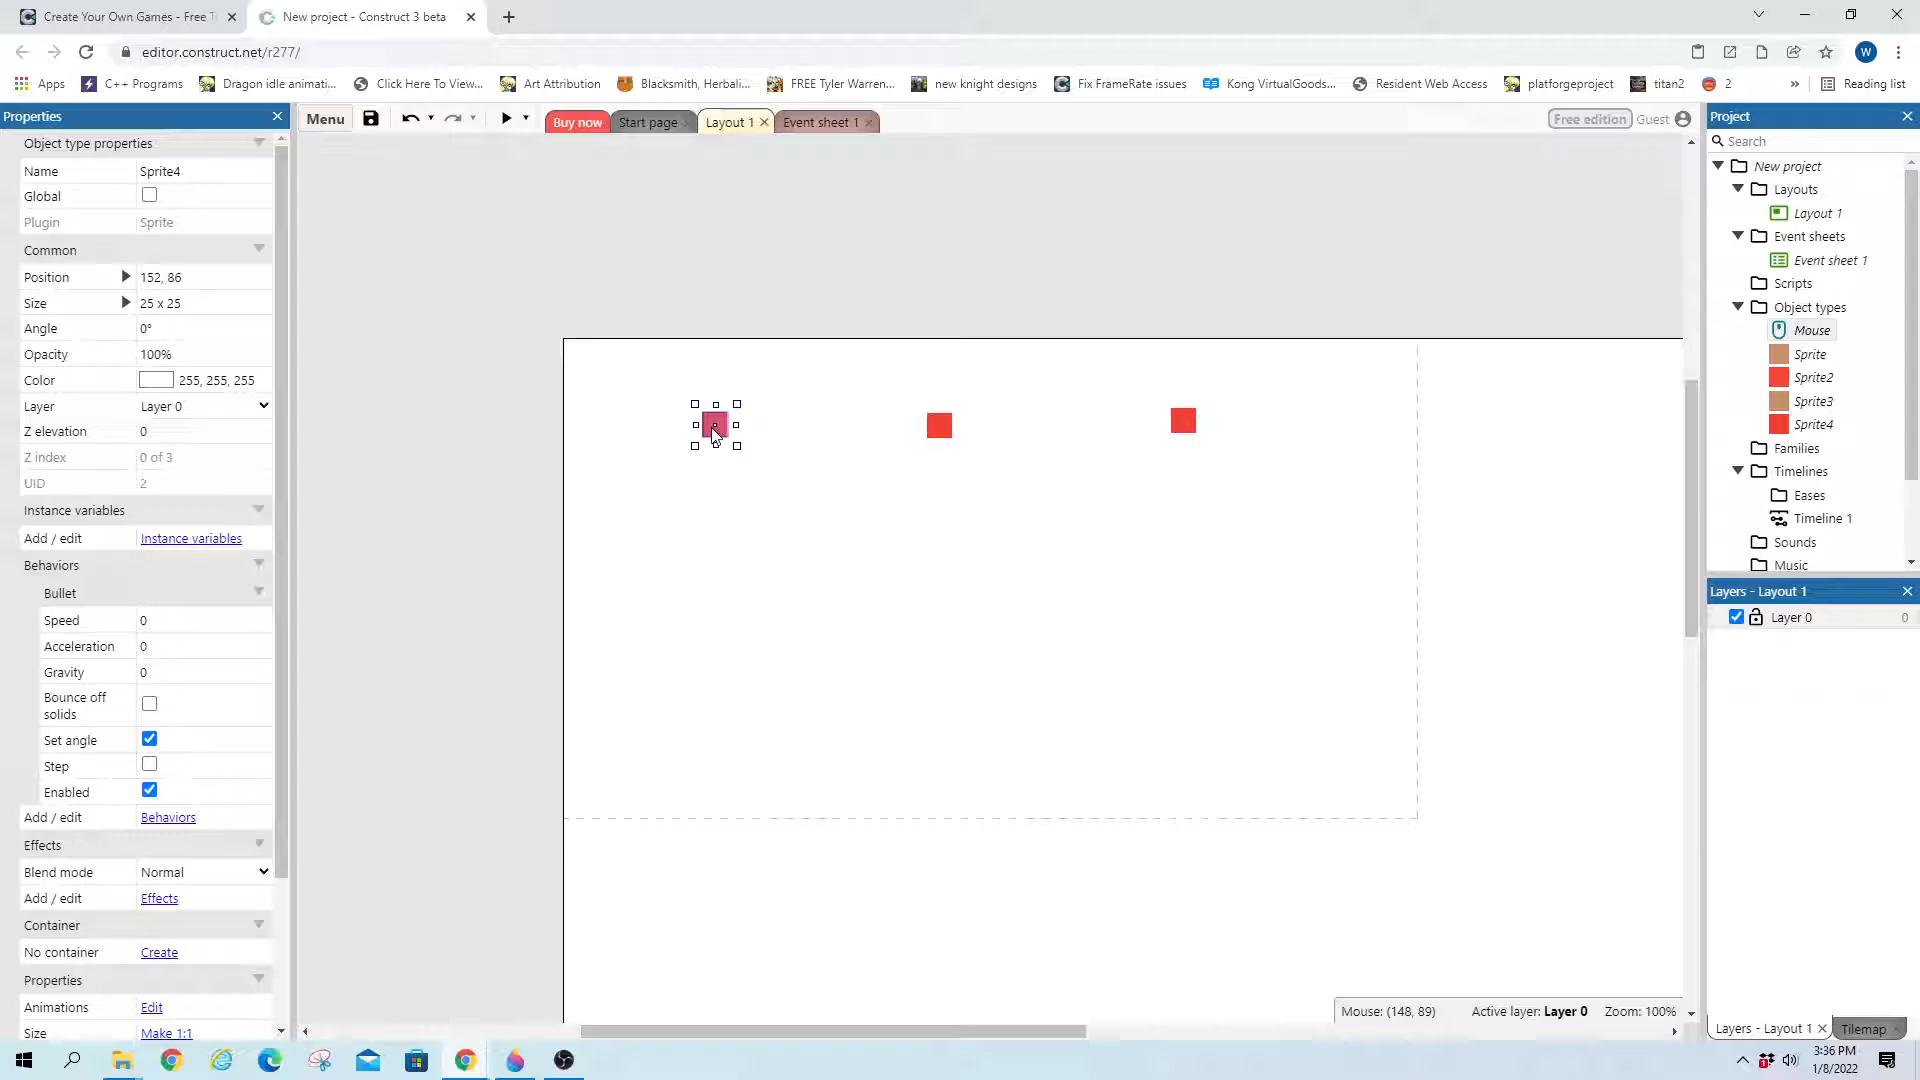 Create Your Own Games - Free T
New project - Construct 3 beta
editor.construct.net/r277/
W
Apps
C++ Programs
Dragon idle animati...
Click Here To View...
Art Attribution
Blacksmith, Herbali...
FREE Tyler Warren...
new knight designs
Fix FrameRate issues
Kong VirtualGoods...
Resident Web Access
platforgeproject
titan2
2
»
Reading list
Properties
Menu
Buy now
Start page
Layout 1
Event sheet 1
Free edition
Guest
Project
Object type properties
Name Sprite4
Global
Plugin Sprite
Common
Position 152, 86
Size 25 x 25
Angle 0°
Opacity 100%
Color 255, 255, 255
Layer Layer 0
Z elevation 0
Z index 0 of 3
UID 2
Instance variables
Add / edit Instance variables
Behaviors
Bullet
Speed 0
Acceleration 0
Gravity 0
Bounce off solids
Set angle
Step
Enabled
Add / edit Behaviors
Effects
Blend mode Normal
Add / edit Effects
Container
No container Create
Properties
Animations Edit
Size Make 1:1
Search
New project
Layouts
Layout 1
Event sheets
Event sheet 1
Scripts
Object types
Mouse
Sprite
Sprite2
Sprite3
Sprite4
Families
Timelines
Eases
Timeline 1
Sounds
Music
Layers - Layout 1
Layer 0 0
Mouse: (148, 89) Active layer: Layer 0 Zoom: 100%
Layers - Layout 1
Tilemap
3:36 PM
1/8/2022